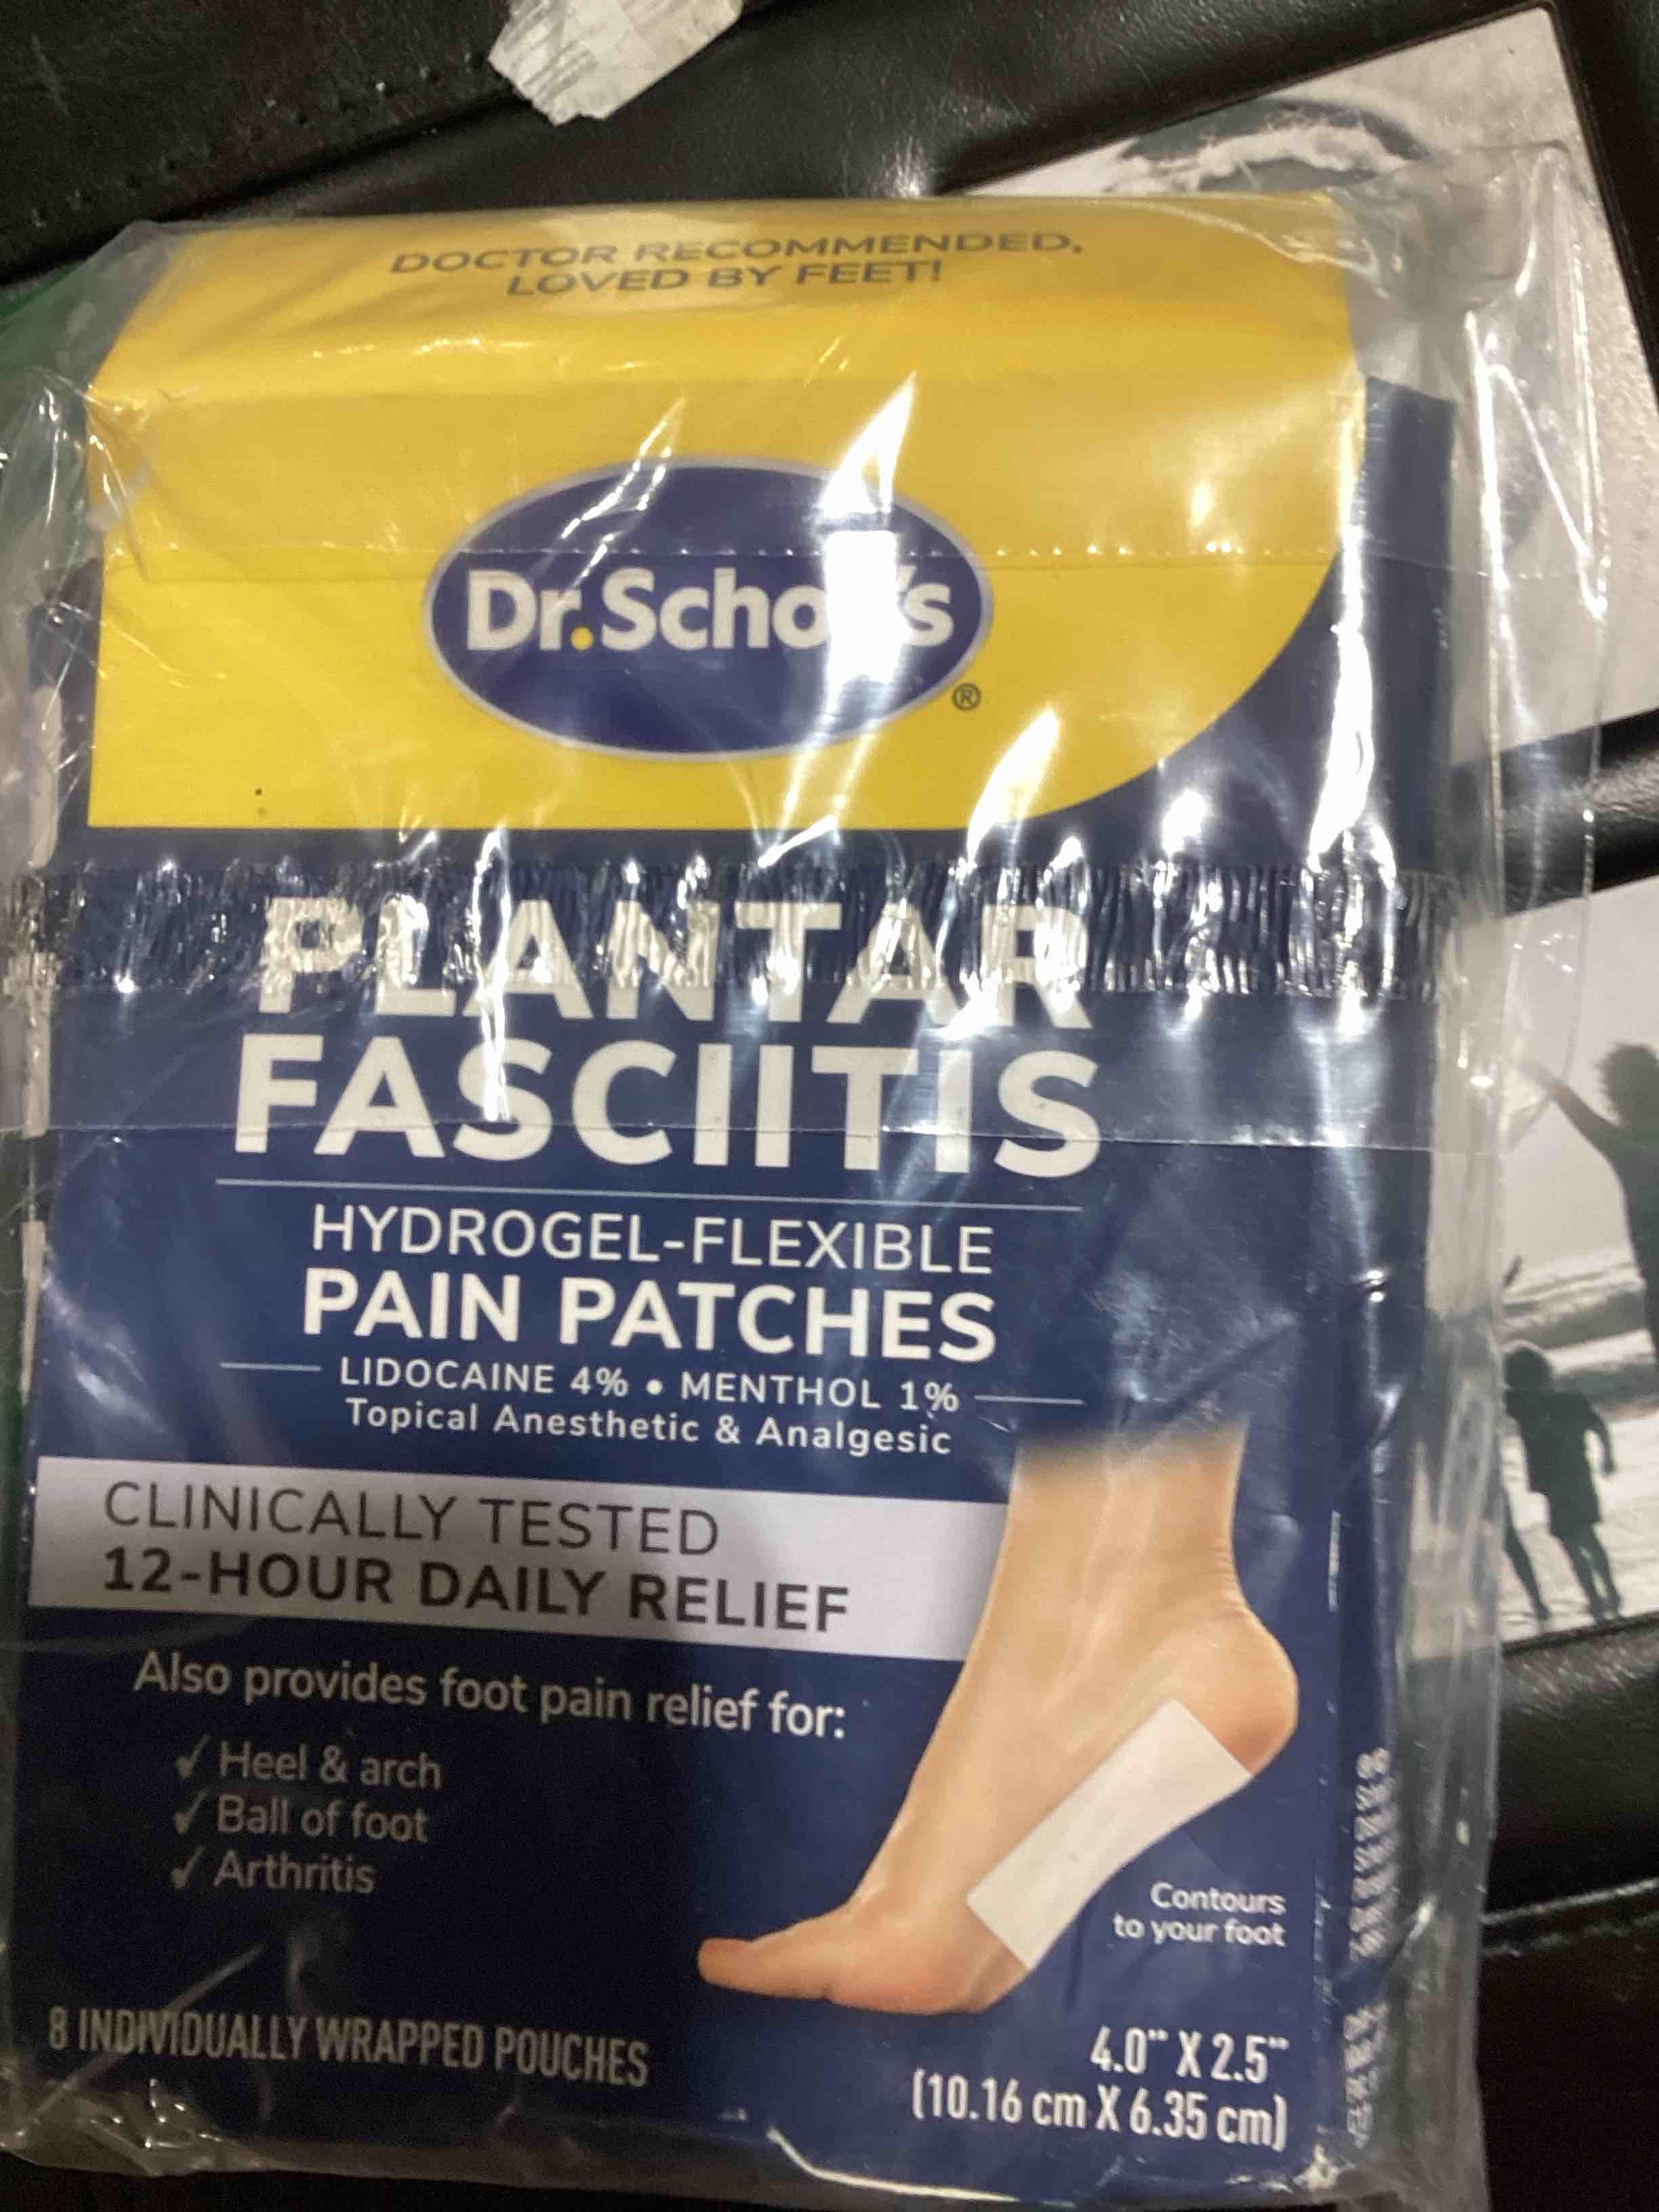 DOCTOR RECOMMENDED,
LOVED BY FEET!
Dr.Scholl's
®
PLANTAR
FASCIITIS
HYDROGEL-FLEXIBLE
PAIN PATCHES
LIDOCAINE 4% • MENTHOL 1%
Topical Anesthetic & Analgesic
CLINICALLY TESTED
12-HOUR DAILY RELIEF
Also provides foot pain relief for:
✓ Heel & arch
✓ Ball of foot
✓ Arthritis
Contours
to your foot
8 INDIVIDUALLY WRAPPED POUCHES
4.0" X 2.5"
(10.16 cm X 6.35 cm)